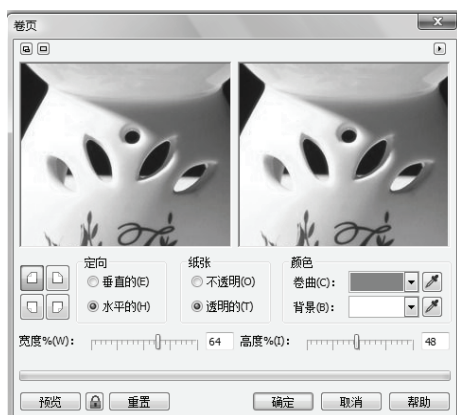 卷页
定向 纸张 颜色
垂直的(E) 不透明(O) 卷曲(C):
水平的(H) 透明的(T) 背景(B):
宽度%(W): 64 高度%(I): 48
预览 重置 确定 取消 帮助